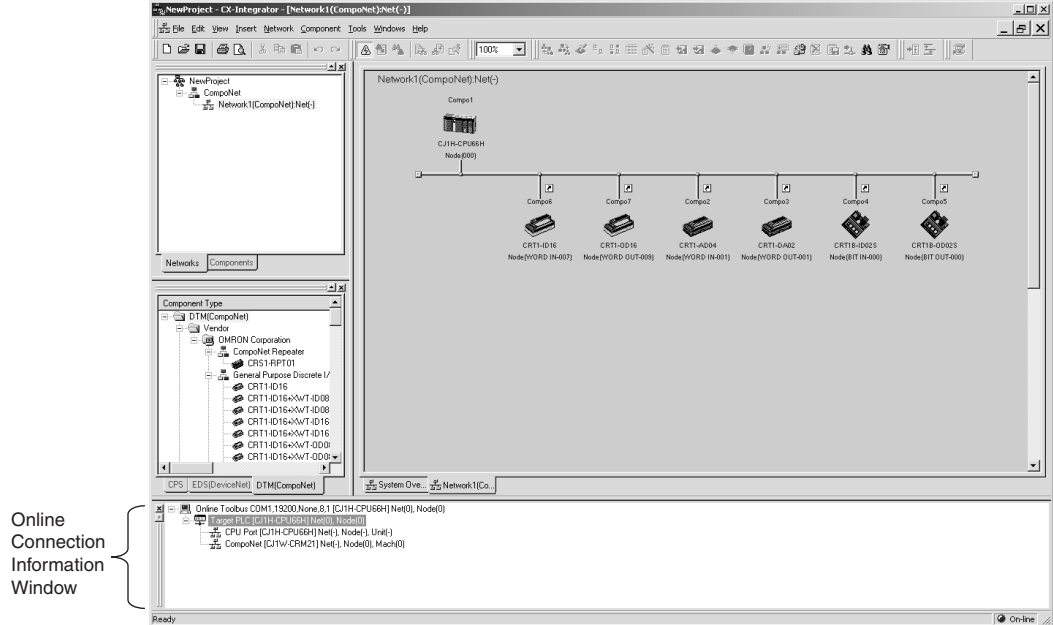 NewProject - CX-Integrator - [Network1(CompoNet):Net(-)]
File Edit View Insert Network Component Tools Windows Help
100%
NewProject
CompoNet
Network1(CompoNet):Net(-)
Networks Components
Network1(CompoNet):Net(-)
Compo1
CJ1H-CPU66H
Node(000)
Compo6 Compo7 Compo2 Compo3 Compo4 Compo5
CRT1-ID16 CRT1-OD16 CRT1-AD04 CRT1-DA02 CRT1B-ID02S CRT1B-OD02S
Node(WORD IN-007) Node(WORD OUT-009) Node(WORD IN-001) Node(WORD OUT-001) Node(BIT IN-000) Node(BIT OUT-000)
Component Type
DTM(CompoNet)
Vendor
OMRON Corporation
CompoNet Repeater
CRS1-RPT01
General Purpose Discrete I/
CRT1-ID16
CRT1-ID16+XWT-ID08
CRT1-ID16+XWT-ID08
CRT1-ID16+XWT-ID16
CRT1-ID16+XWT-ID16
CRT1-ID16+XWT-OD08
CRT1-ID16+XWT-OD08
CPS EDS(DeviceNet) DTM(CompoNet)
System Ove... Network1(Co...
Online Connection Information Window
Online Toolbus COM1,19200,None,8,1 [CJ1H-CPU66H] Net(0), Node(0)
Target PLC [CJ1H-CPU66H] Net(0), Node(0)
CPU Port [CJ1H-CPU66H] Net(-), Node(-), Unit(-)
CompoNet [CJ1W-CRM21] Net(-), Node(0), Mach(0)
Ready
On-line